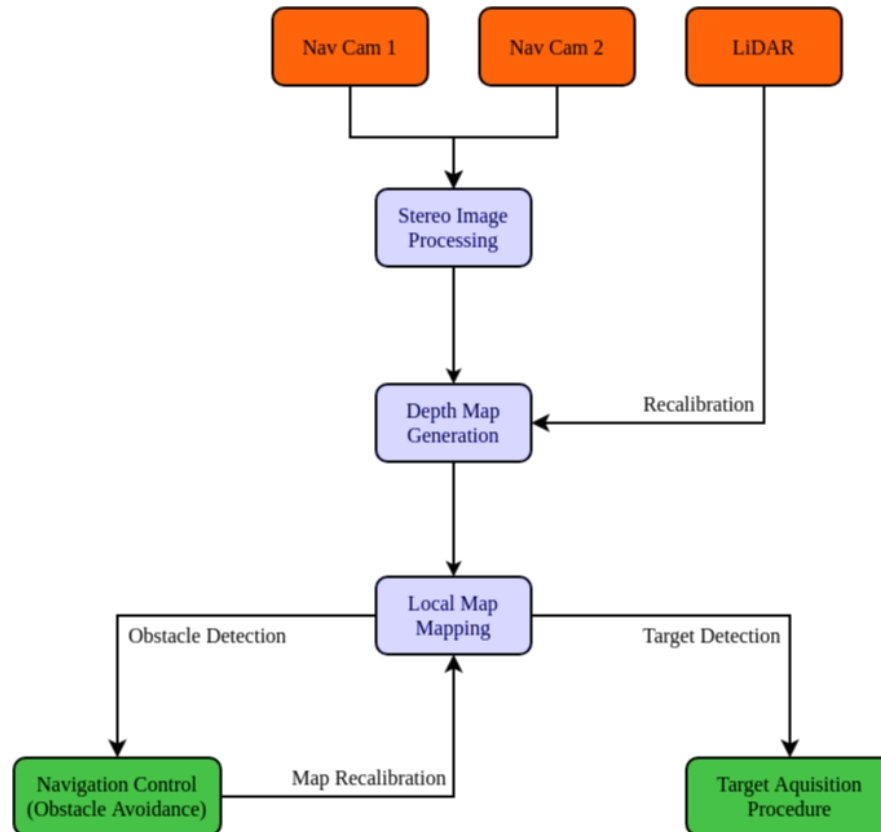 Nav Cam 1
Nav Cam 2
LiDAR
Stereo Image
Processing
Depth Map
Generation
Recalibration
Local Map
Mapping
Obstacle Detection
Target Detection
Navigation Control
(Obstacle Avoidance)
Map Recalibration
Target Aquisition
Procedure